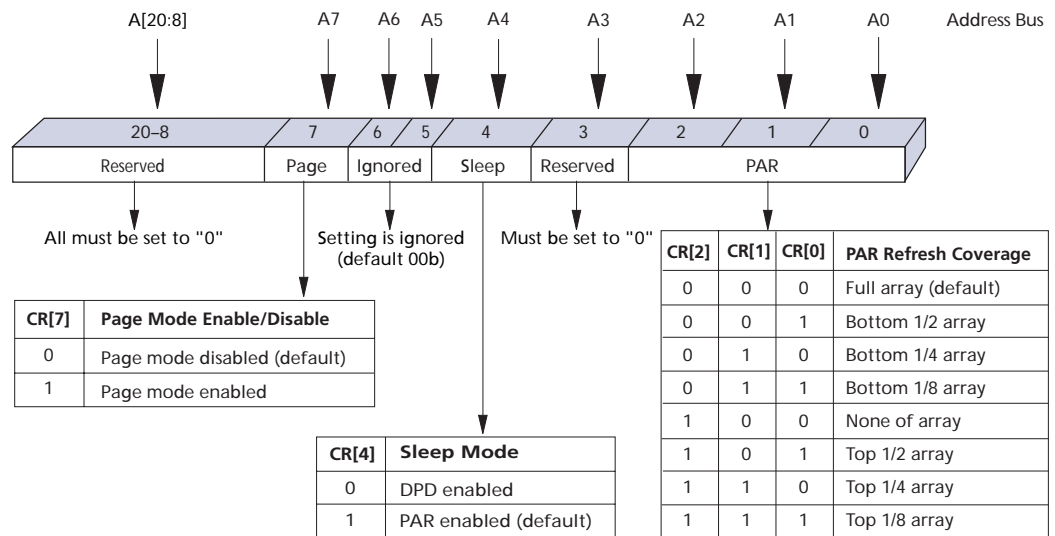 A[20:8] A7 A6 A5 A4 A3 A2 A1 A0 Address Bus
20–8 7 6 5 4 3 2 1 0
Reserved Page Ignored Sleep Reserved PAR
All must be set to "0"
Setting is ignored
(default 00b)
Must be set to "0"
CR[7] Page Mode Enable/Disable
0 Page mode disabled (default)
1 Page mode enabled
CR[4] Sleep Mode
0 DPD enabled
1 PAR enabled (default)
CR[2] CR[1] CR[0] PAR Refresh Coverage
0 0 0 Full array (default)
0 0 1 Bottom 1/2 array
0 1 0 Bottom 1/4 array
0 1 1 Bottom 1/8 array
1 0 0 None of array
1 0 1 Top 1/2 array
1 1 0 Top 1/4 array
1 1 1 Top 1/8 array